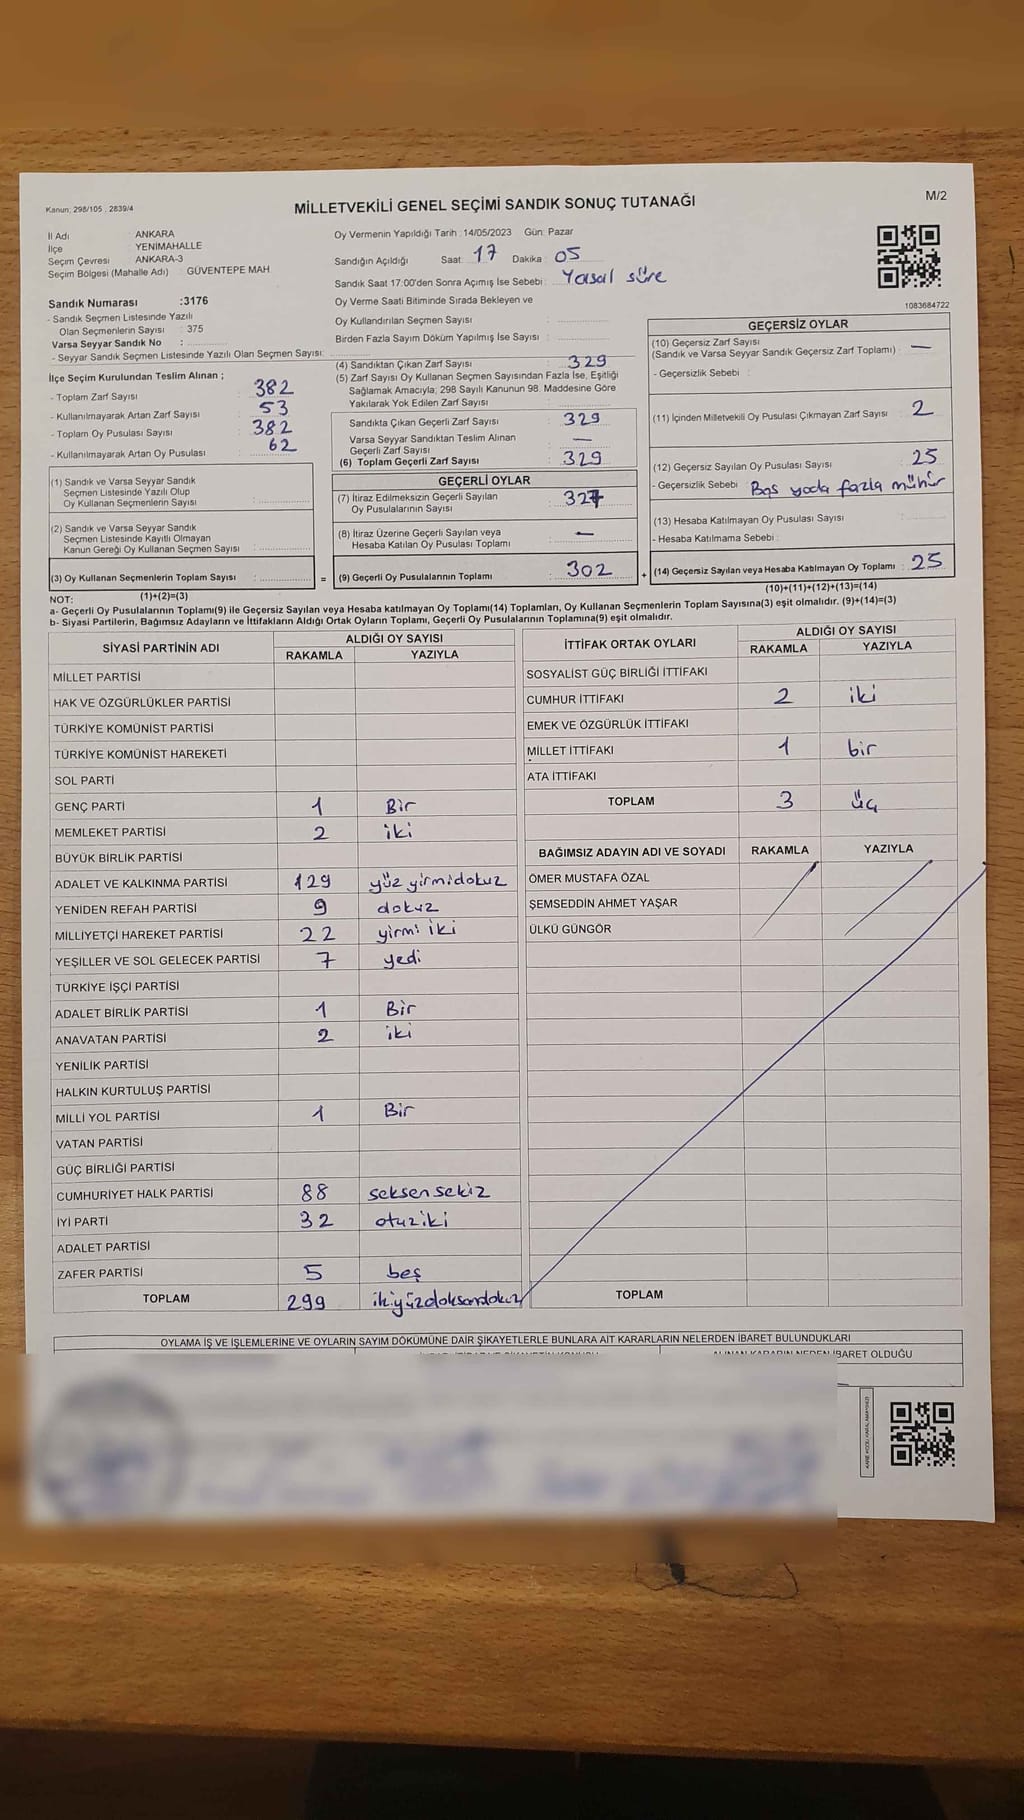 Kanun; 298/105 , 2839/4
MİLLETVEKİLİ GENEL SEÇİMİ SANDIK SONUÇ TUTANAĞI
M/2
İl Adı : ANKARA
İlçe YENİMAHALLE
Seçim Çevresi : ANKARA-3
Seçim Bölgesi (Mahalle Adı) : GÜVENTEPE MAH
Oy Vermenin Yapıldığı Tarih :14/05/2023 Gün: Pazar
Sandığın Açıldığı Saat: 17 Dakika: 05
Sandık Saat 17:00'den Sonra Açımış İse Sebebi : Yasal süre
Oy Verme Saati Bitiminde Sırada Bekleyen ve
Oy Kullandırılan Seçmen Sayısı :
Birden Fazla Sayım Döküm Yapılmış İse Sayısı :
1083684722
Sandık Numarası :3176
- Sandık Seçmen Listesinde Yazılı
Olan Seçmenlerin Sayısı : 375
Varsa Seyyar Sandık No :
- Seyyar Sandık Seçmen Listesinde Yazılı Olan Seçmen Sayısı:
İlçe Seçim Kurulundan Teslim Alınan ;
- Toplam Zarf Sayısı : 382
- Kullanılmayarak Artan Zarf Sayısı : 53
- Toplam Oy Pusulası Sayısı : 382
- Kullanılmayarak Artan Oy Pusulası : 62
(4) Sandıktan Çıkan Zarf Sayısı : 329
(5) Zarf Sayısı Oy Kullanan Seçmen Sayısından Fazla İse, Eşitliği
Sağlamak Amacıyla; 298 Sayılı Kanunun 98. Maddesine Göre
Yakılarak Yok Edilen Zarf Sayısı :
Sandıkta Çıkan Geçerli Zarf Sayısı : 329
Varsa Seyyar Sandıktan Teslim Alınan
Geçerli Zarf Sayısı : —
(6) Toplam Geçerli Zarf Sayısı : 329
GEÇERSİZ OYLAR
(10) Geçersiz Zarf Sayısı
(Sandık ve Varsa Seyyar Sandık Geçersiz Zarf Toplamı) : —
- Geçersizlik Sebebi :
(11) İçinden Milletvekili Oy Pusulası Çıkmayan Zarf Sayısı : 2
(12) Geçersiz Sayılan Oy Pusulası Sayısı : 25
- Geçersizlik Sebebi : Boş yada fazla mühür
(13) Hesaba Katılmayan Oy Pusulası Sayısı :
- Hesaba Katılmama Sebebi :
(14) Geçersiz Sayılan veya Hesaba Katılmayan Oy Toplamı : 25
(10)+(11)+(12)+(13)=(14)
(1) Sandık ve Varsa Seyyar Sandık
Seçmen Listesinde Yazılı Olup
Oy Kullanan Seçmenlerin Sayısı :
(2) Sandık ve Varsa Seyyar Sandık
Seçmen Listesinde Kayıtlı Olmayan
Kanun Gereği Oy Kullanan Seçmen Sayısı :
(3) Oy Kullanan Seçmenlerin Toplam Sayısı : =
(1)+(2)=(3)
GEÇERLİ OYLAR
(7) İtiraz Edilmeksizin Geçerli Sayılan
Oy Pusulalarının Sayısı : 327
(8) İtiraz Üzerine Geçerli Sayılan veya
Hesaba Katılan Oy Pusulası Toplamı : —
(9) Geçerli Oy Pusulalarının Toplamı : 302 +
NOT:
a- Geçerli Oy Pusulalarının Toplamı(9) ile Geçersiz Sayılan veya Hesaba katılmayan Oy Toplamı(14) Toplamları, Oy Kullanan Seçmenlerin Toplam Sayısına(3) eşit olmalıdır. (9)+(14)=(3)
b- Siyasi Partilerin, Bağımsız Adayların ve İttifakların Aldığı Ortak Oyların Toplamı, Geçerli Oy Pusulalarının Toplamına(9) eşit olmalıdır.
SİYASİ PARTİNİN ADI ALDIĞI OY SAYISI
RAKAMLA YAZIYLA
MİLLET PARTİSİ
HAK VE ÖZGÜRLÜKLER PARTİSİ
TÜRKİYE KOMÜNİST PARTİSİ
TÜRKİYE KOMÜNİST HAREKETİ
SOL PARTİ
GENÇ PARTİ 1 Bir
MEMLEKET PARTİSİ 2 iki
BÜYÜK BİRLİK PARTİSİ
ADALET VE KALKINMA PARTİSİ 129 yüz yirmidokuz
YENİDEN REFAH PARTİSİ 9 dokuz
MİLLİYETÇİ HAREKET PARTİSİ 22 yirmi iki
YEŞİLLER VE SOL GELECEK PARTİSİ 7 yedi
TÜRKİYE İŞÇİ PARTİSİ
ADALET BİRLİK PARTİSİ 1 Bir
ANAVATAN PARTİSİ 2 iki
YENİLİK PARTİSİ
HALKIN KURTULUŞ PARTİSİ
MİLLİ YOL PARTİSİ 1 Bir
VATAN PARTİSİ
GÜÇ BİRLİĞİ PARTİSİ
CUMHURİYET HALK PARTİSİ 88 seksen sekiz
İYİ PARTİ 32 otuziki
ADALET PARTİSİ
ZAFER PARTİSİ 5 beş
TOPLAM 299 ikiyüzdoksandokuz
İTTİFAK ORTAK OYLARI ALDIĞI OY SAYISI
RAKAMLA YAZIYLA
SOSYALİST GÜÇ BİRLİĞİ İTTİFAKI
CUMHUR İTTİFAKI 2 iki
EMEK VE ÖZGÜRLÜK İTTİFAKI
MİLLET İTTİFAKI 1 bir
ATA İTTİFAKI
TOPLAM 3 üç
BAĞIMSIZ ADAYIN ADI VE SOYADI RAKAMLA YAZIYLA
ÖMER MUSTAFA ÖZAL
ŞEMSEDDİN AHMET YAŞAR
ÜLKÜ GÜNGÖR
TOPLAM
OYLAMA İŞ VE İŞLEMLERİNE VE OYLARIN SAYIM DÖKÜMÜNE DAİR ŞİKAYETLERLE BUNLARA AİT KARARLARIN NELERDEN İBARET BULUNDUKLARI
İBARET OLDUĞU